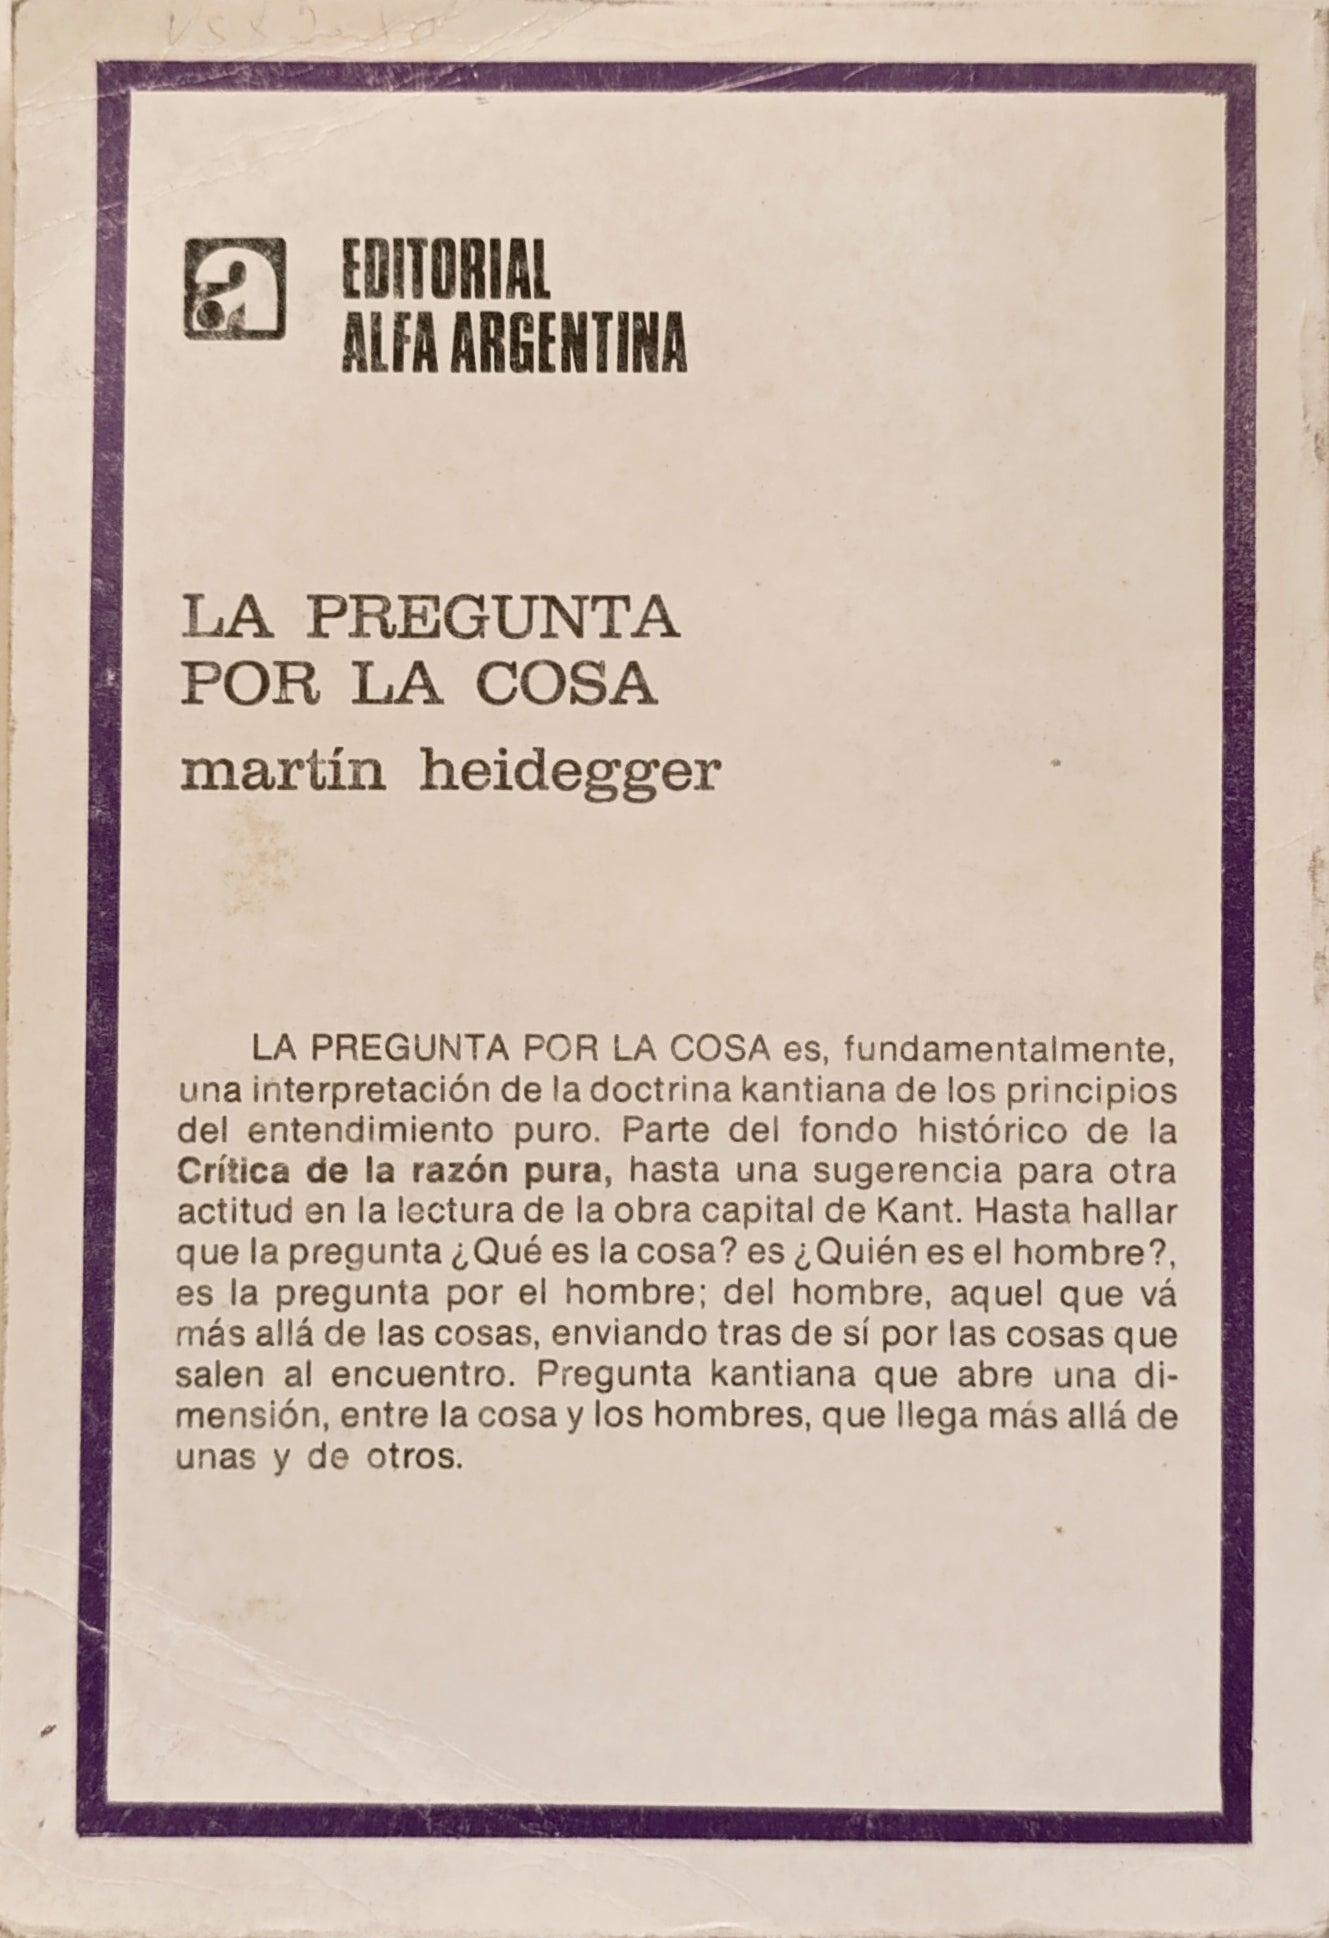 EDITORIAL
ALFA ARGENTINA
LA PREGUNTA
POR LA COSA
martín heidegger
LA PREGUNTA POR LA COSA es, fundamentalmente,
una interpretación de la doctrina kantiana de los principios
del entendimiento puro. Parte del fondo histórico de la
Crítica de la razón pura, hasta una sugerencia para otra
actitud en la lectura de la obra capital de Kant. Hasta hallar
que la pregunta ¿Qué es la cosa? es ¿Quién es el hombre?,
es la pregunta por el hombre; del hombre, aquel que vá
más allá de las cosas, enviando tras de sí por las cosas que
salen al encuentro. Pregunta kantiana que abre una di-
mensión, entre la cosa y los hombres, que llega más allá de
unas y de otros.